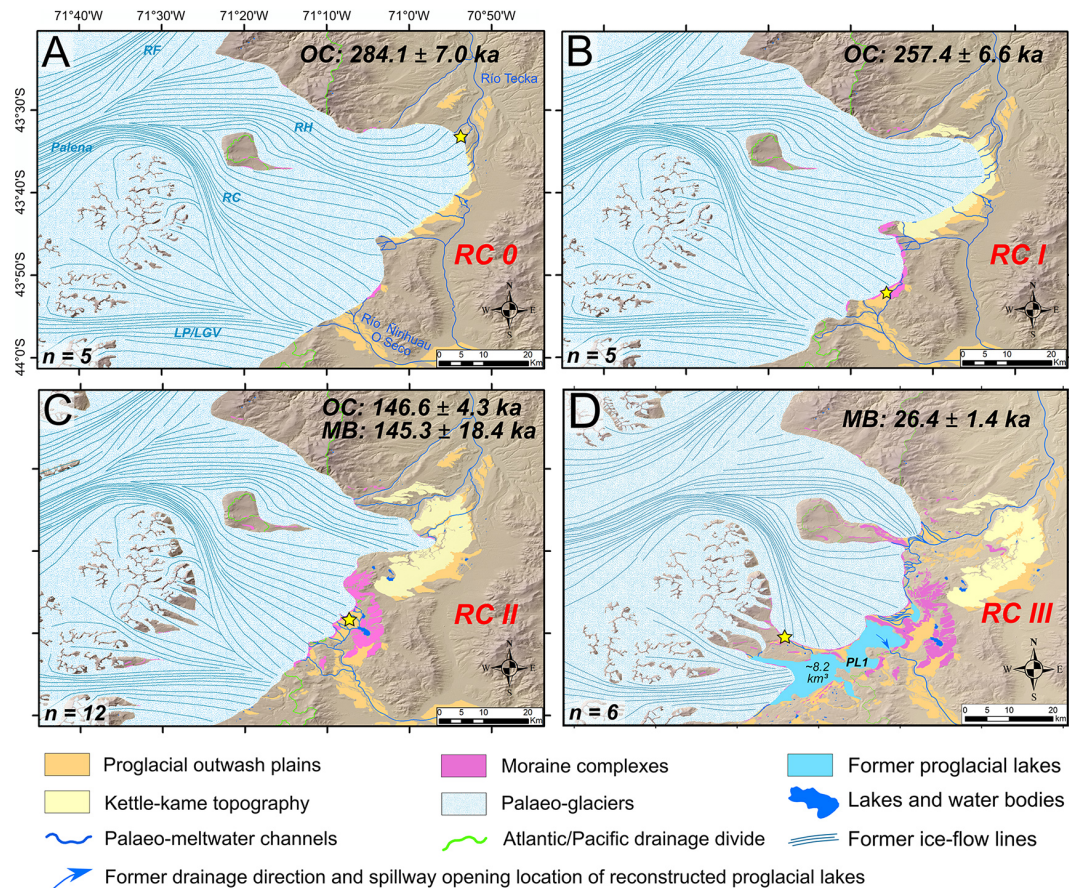 71°40'W 71°30'W 71°20'W 71°10'W 71°0'W 70°50'W
A
RF
OC: 284.1 ± 7.0 ka
Río Tecka
43°30'S
RH
Palena
43°40'S
RC
RC 0
43°50'S
LP/LGV
Río Ninhuau
O Seco
N
W E
S
0 5 10 20
Km
44°0'S
n = 5
B
OC: 257.4 ± 6.6 ka
RC I
N
W E
S
0 5 10 20
Km
n = 5
C
OC: 146.6 ± 4.3 ka
MB: 145.3 ± 18.4 ka
RC II
N
W E
S
0 5 10 20
Km
n = 12
D
MB: 26.4 ± 1.4 ka
RC III
PL1
~8.2
km³
N
W E
S
0 5 10 20
Km
n = 6
Proglacial outwash plains
Moraine complexes
Former proglacial lakes
Kettle-kame topography
Palaeo-glaciers
Lakes and water bodies
Palaeo-meltwater channels
Atlantic/Pacific drainage divide
Former ice-flow lines
Former drainage direction and spillway opening location of reconstructed proglacial lakes